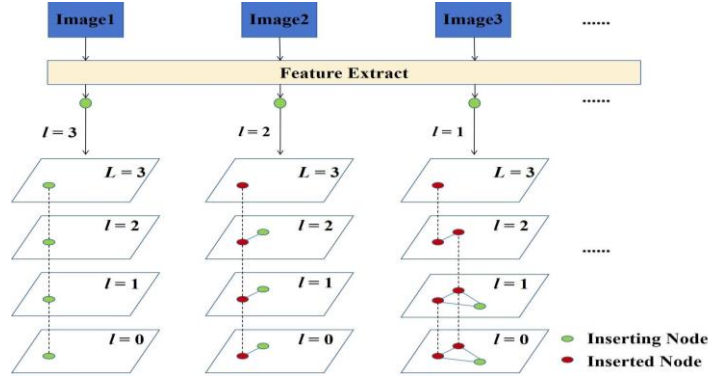 Image1 Image2 Image3 ......
Feature Extract
......
l = 3 l = 2 l = 1
L = 3 L = 3 L = 3
l = 2 l = 2 l = 2 ......
l = 1 l = 1 l = 1
l = 0 l = 0 l = 0
Inserting Node
Inserted Node